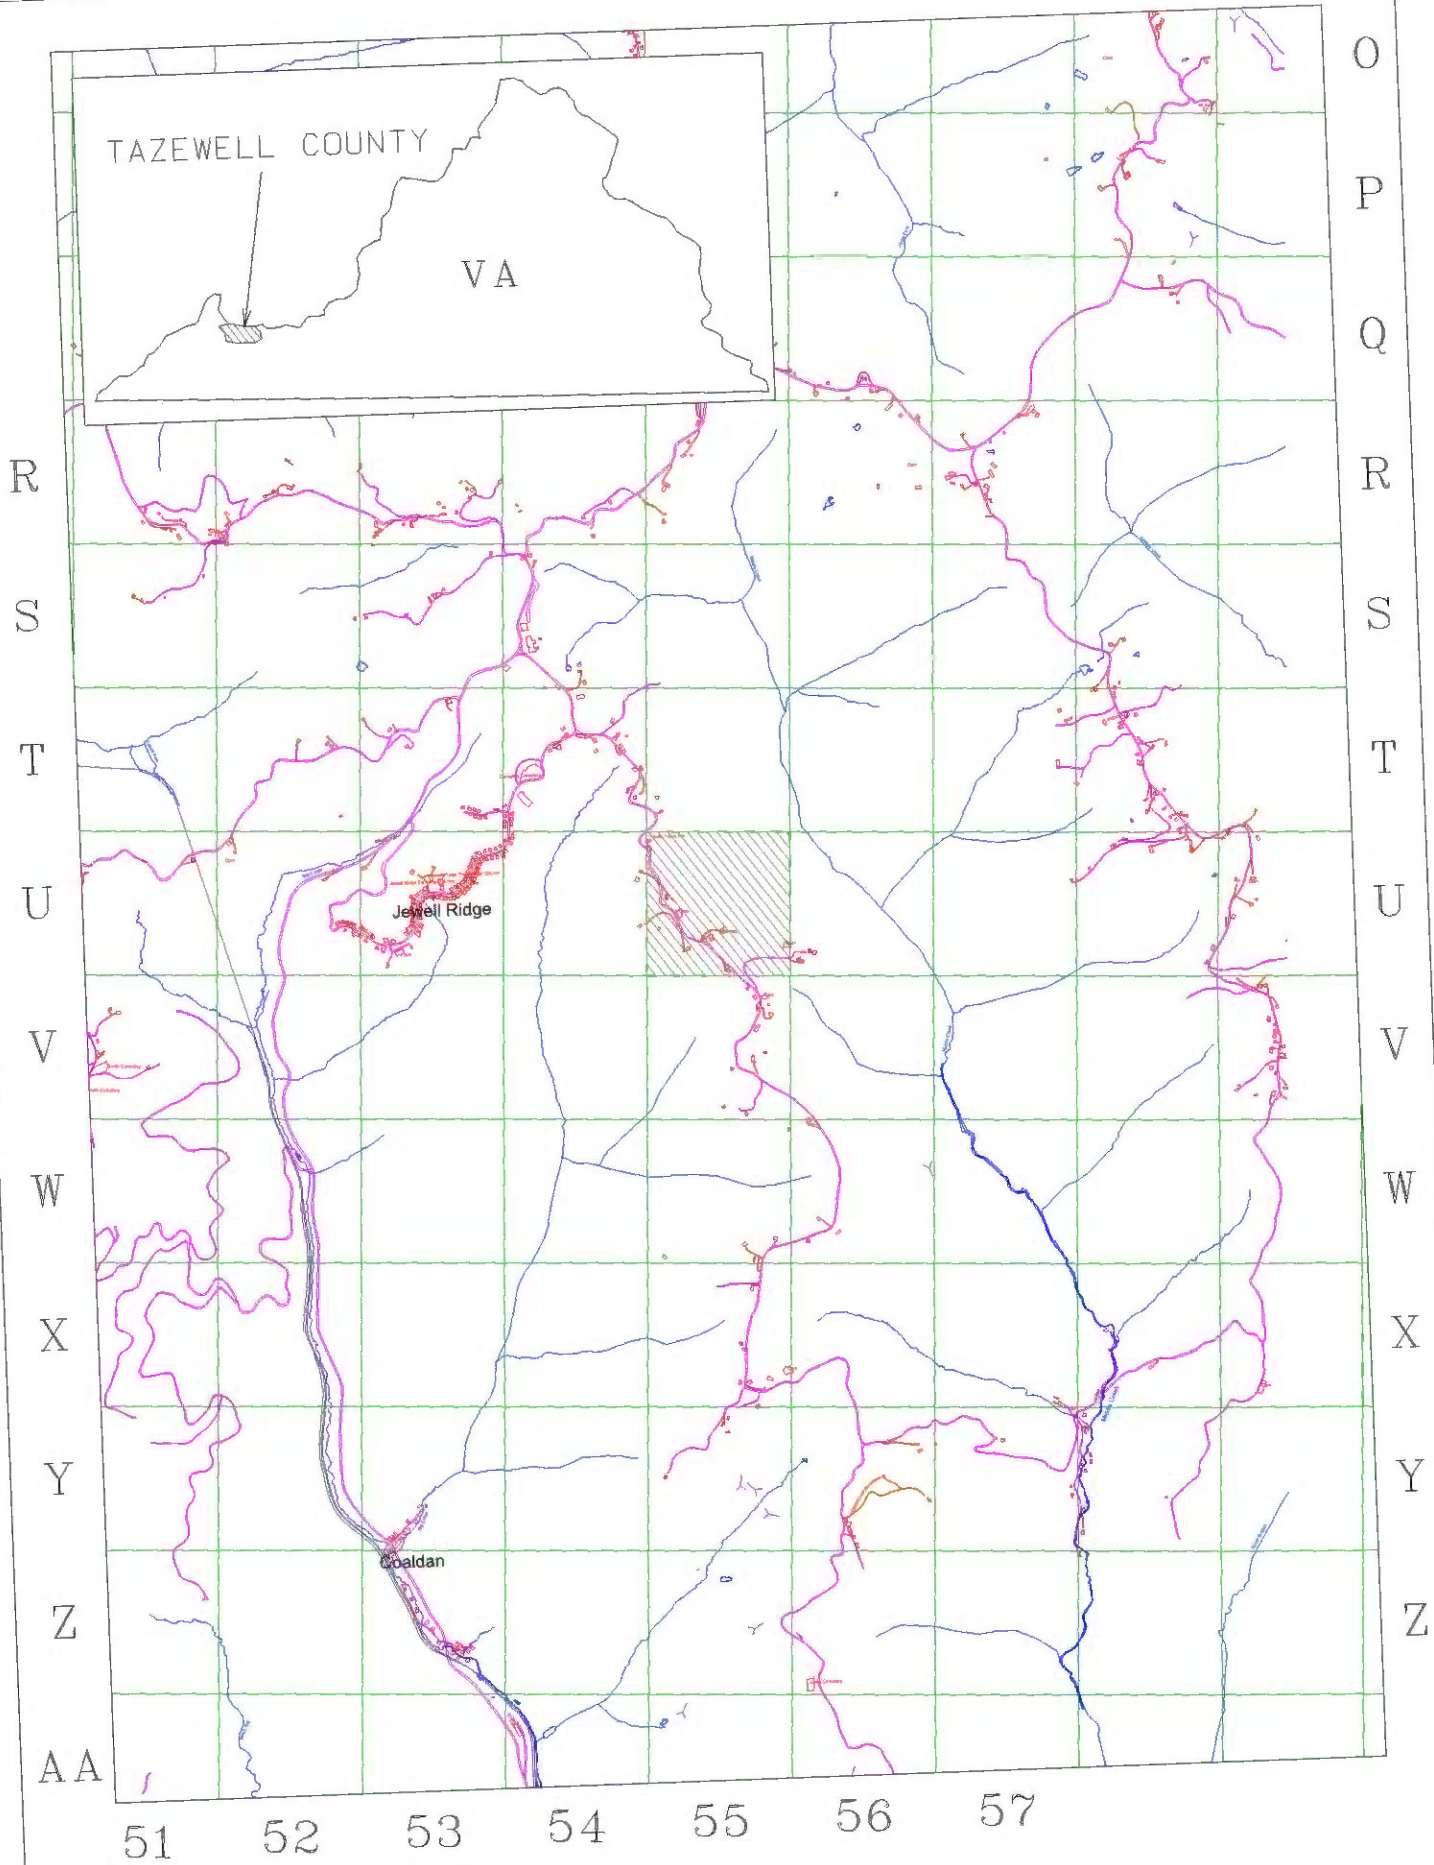 O
TAZEWELL COUNTY
P
VA
Q
R R
S S
T T
U U
Jewell Ridge
V V
W W
X X
Y Y
Coaldan
Z Z
AA
51 52 53 54 55 56 57